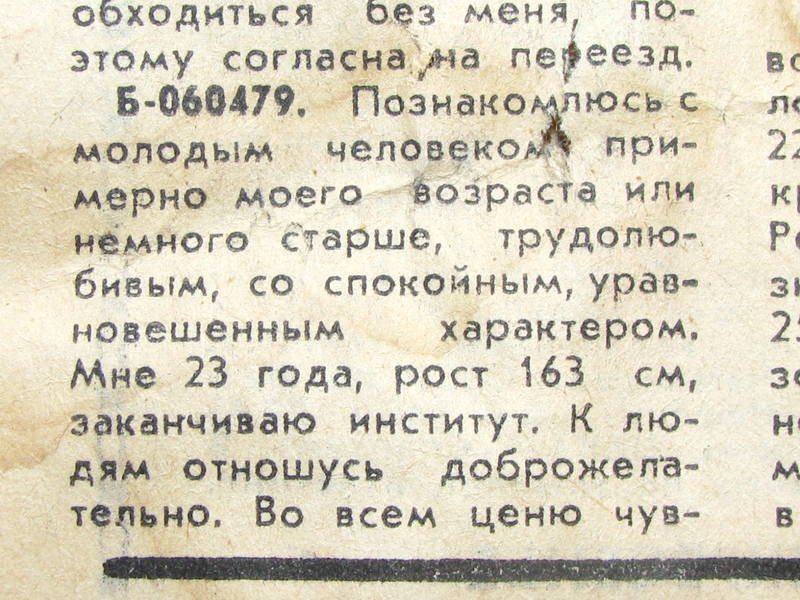 обходиться без меня, по-
этому согласна на переезд.
Б-060479. Познакомлюсь с
молодым человеком при-
мерно моего возраста или
немного старше, трудолю-
бивым, со спокойным, урав-
новешенным характером.
Мне 23 года, рост 163 см,
заканчиваю институт. К лю-
дям отношусь доброжела-
тельно. Во всем ценю чув-